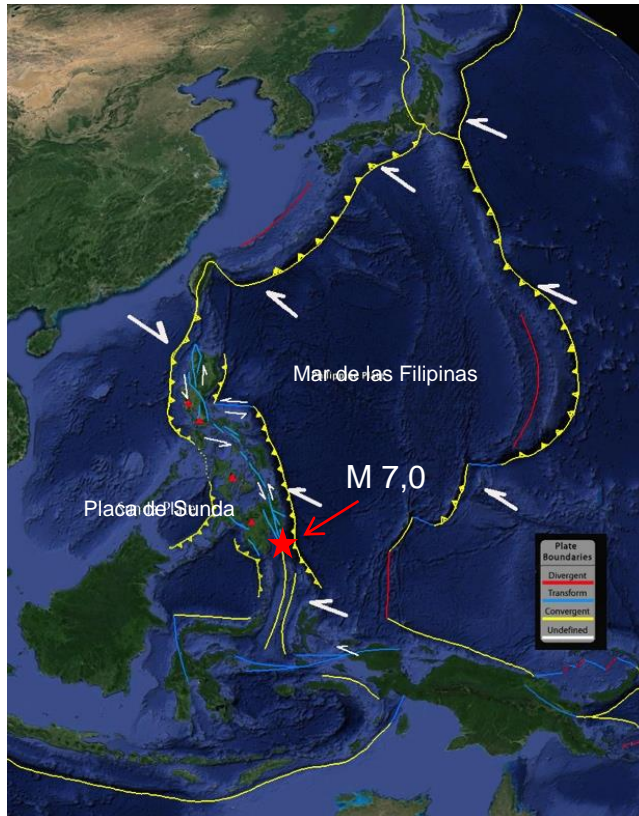 Mar de las Filipinas
M 7,0
Placa de Sunda
Plate
Boundaries
Divergent
Transform
Convergent
Undefined